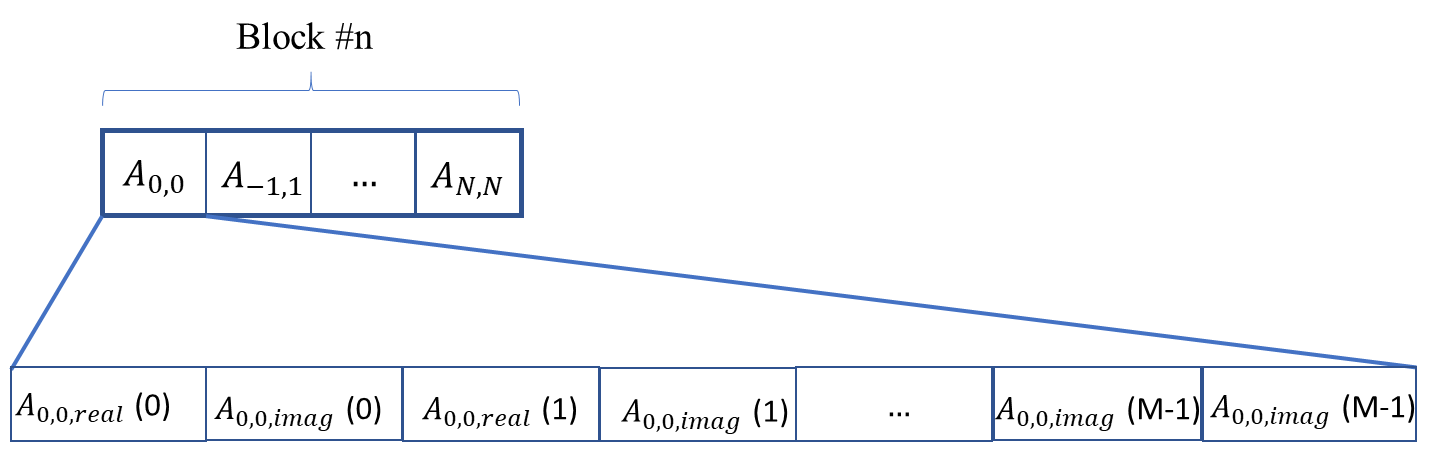 Block #n
A₀,₀ A₋₁,₁ ... A_N,N
A₀,₀,real (0) A₀,₀,imag (0) A₀,₀,real (1) A₀,₀,imag (1) ... A₀,₀,imag (M-1) A₀,₀,imag (M-1)